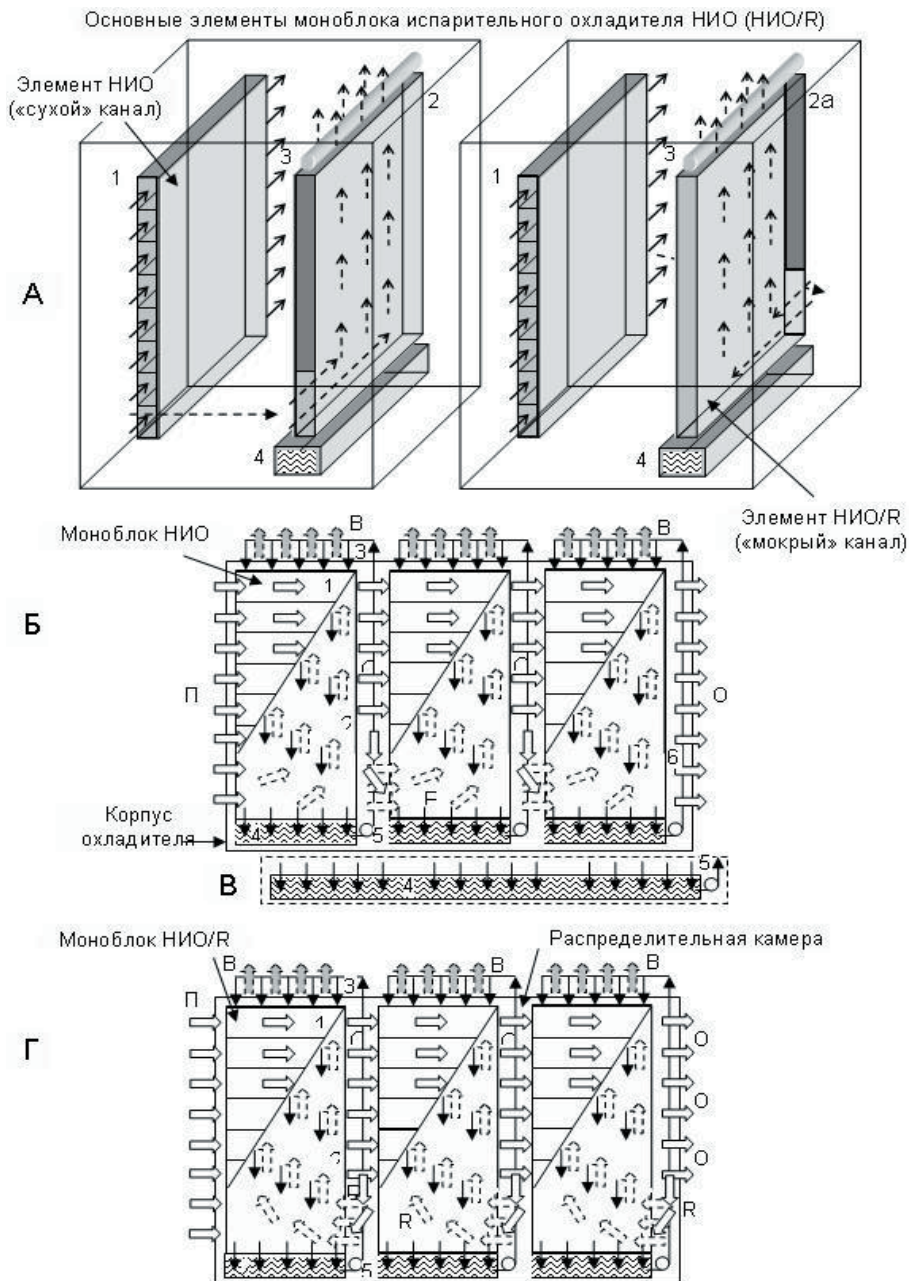 Основные элементы моноблока испарительного охладителя НИО (НИО/R)
Элемент НИО
(«сухой» канал)
2
2а
3
3
1
1
А
4
4
Элемент НИО/R
(«мокрый» канал)
Моноблок НИО
В
В
3
1
Б
П
О
6
Корпус
охладителя
4
5
5
В
4
Моноблок НИО/R
Распределительная камера
В
В
П
3
1
О
Г
О
О
R
R
5